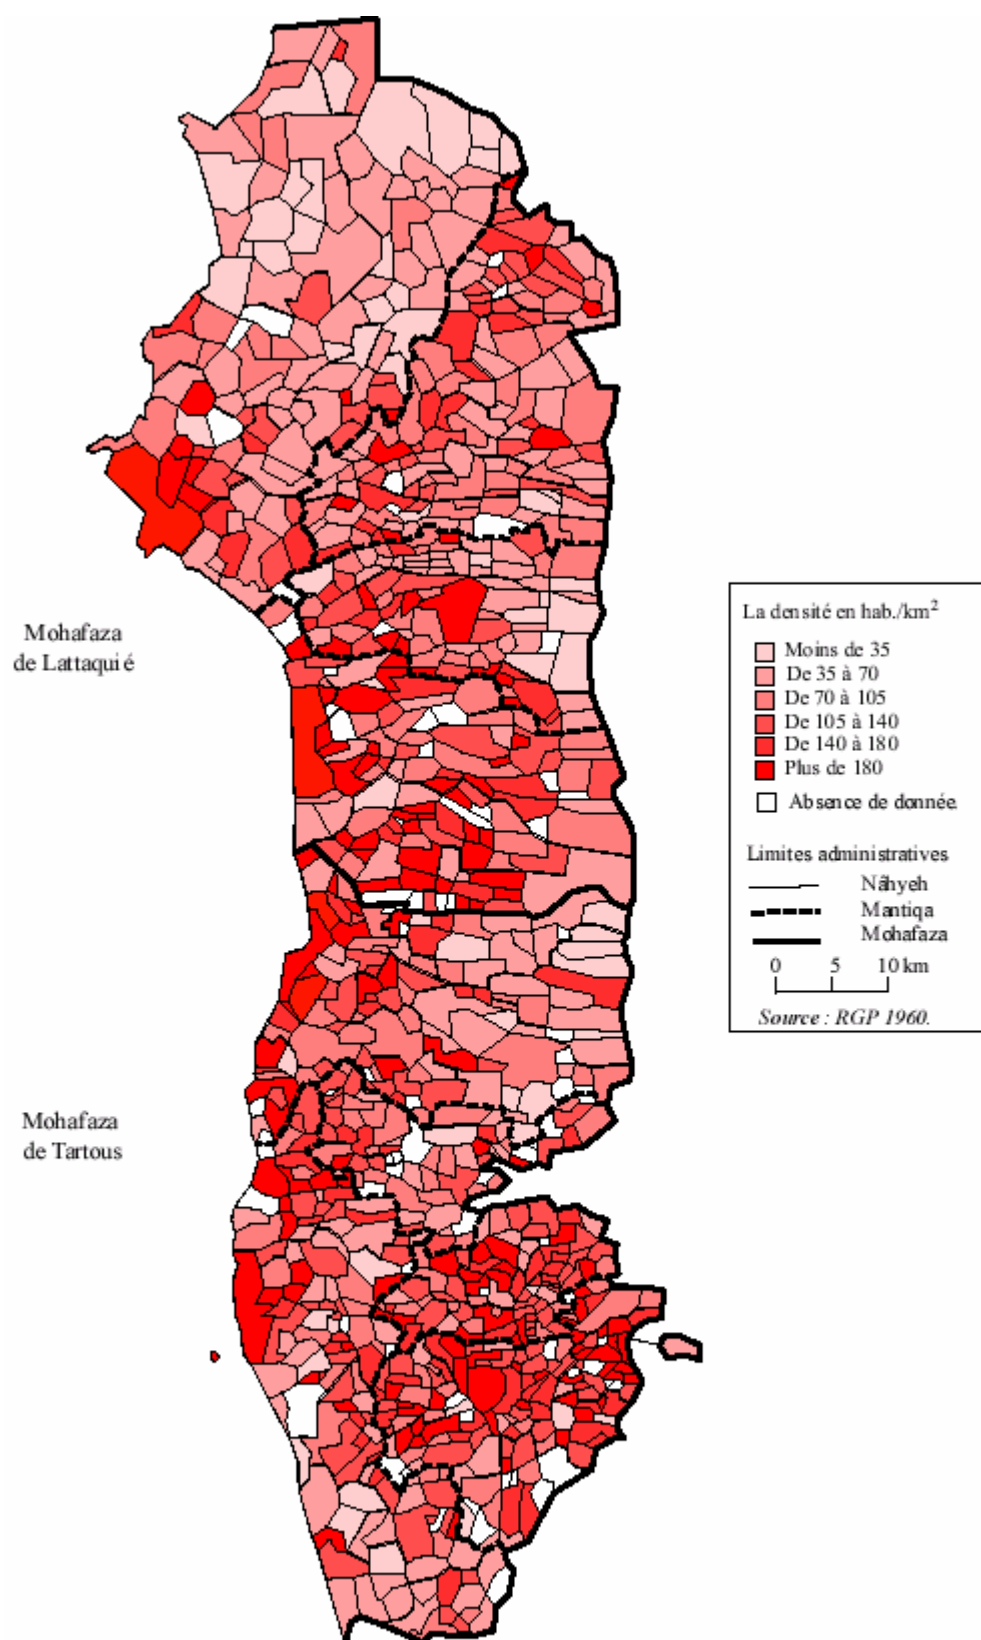 Mohafaza
de Lattaquié
La densité en hab./km²
Moins de 35
De 35 à 70
De 70 à 105
De 105 à 140
De 140 à 180
Plus de 180
Absence de donnée
Limites administratives
Nâhyeh
Mantiqa
Mohafaza
0 5 10 km
Source : RGP 1960.
Mohafaza
de Tartous